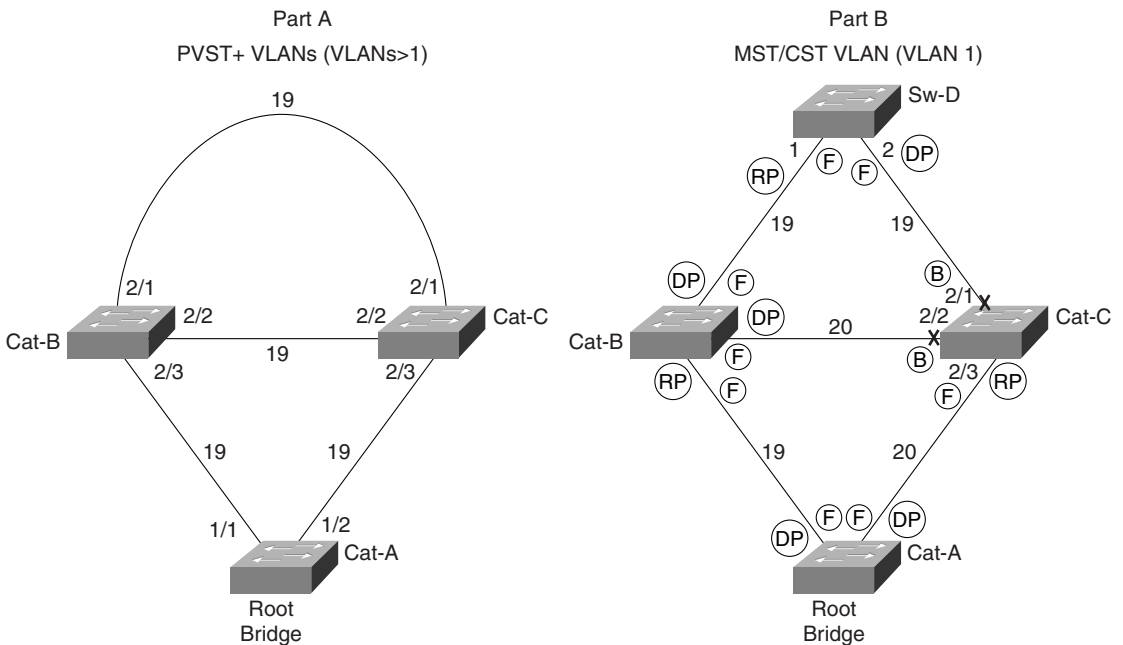 Part A
PVST+ VLANs (VLANs>1)
19
2/1
2/1
2/2
2/2
Cat-B
Cat-C
19
2/3
2/3
19
19
1/1
1/2
Cat-A
Root
Bridge
Part B
MST/CST VLAN (VLAN 1)
Sw-D
1
F
F
2
DP
RP
19
19
DP
F
B
2/1
DP
2/2
Cat-B
20
Cat-C
F
B
2/3
RP
F
F
RP
19
20
F
F
DP
DP
Cat-A
Root
Bridge